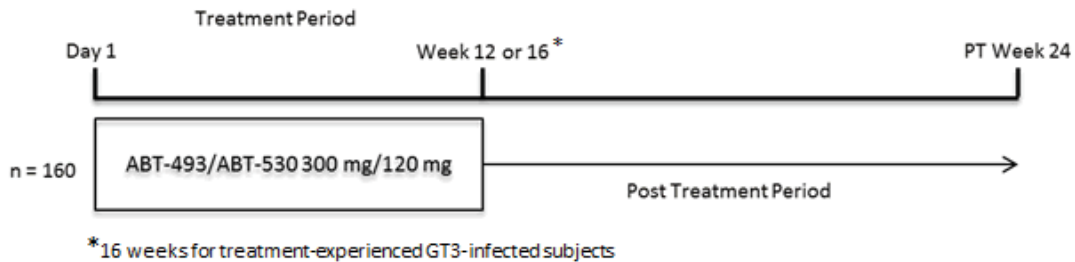 Treatment Period
Day 1
Week 12 or 16*
PT Week 24
n = 160
ABT-493/ABT-530 300 mg/120 mg
Post Treatment Period
*16 weeks for treatment-experienced GT3-infected subjects